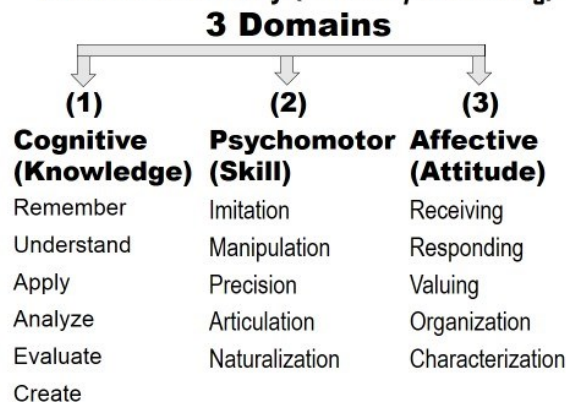 3 Domains
(1) (2) (3)
Cognitive Psychomotor Affective
(Knowledge) (Skill) (Attitude)
Remember Imitation Receiving
Understand Manipulation Responding
Apply Precision Valuing
Analyze Articulation Organization
Evaluate Naturalization Characterization
Create